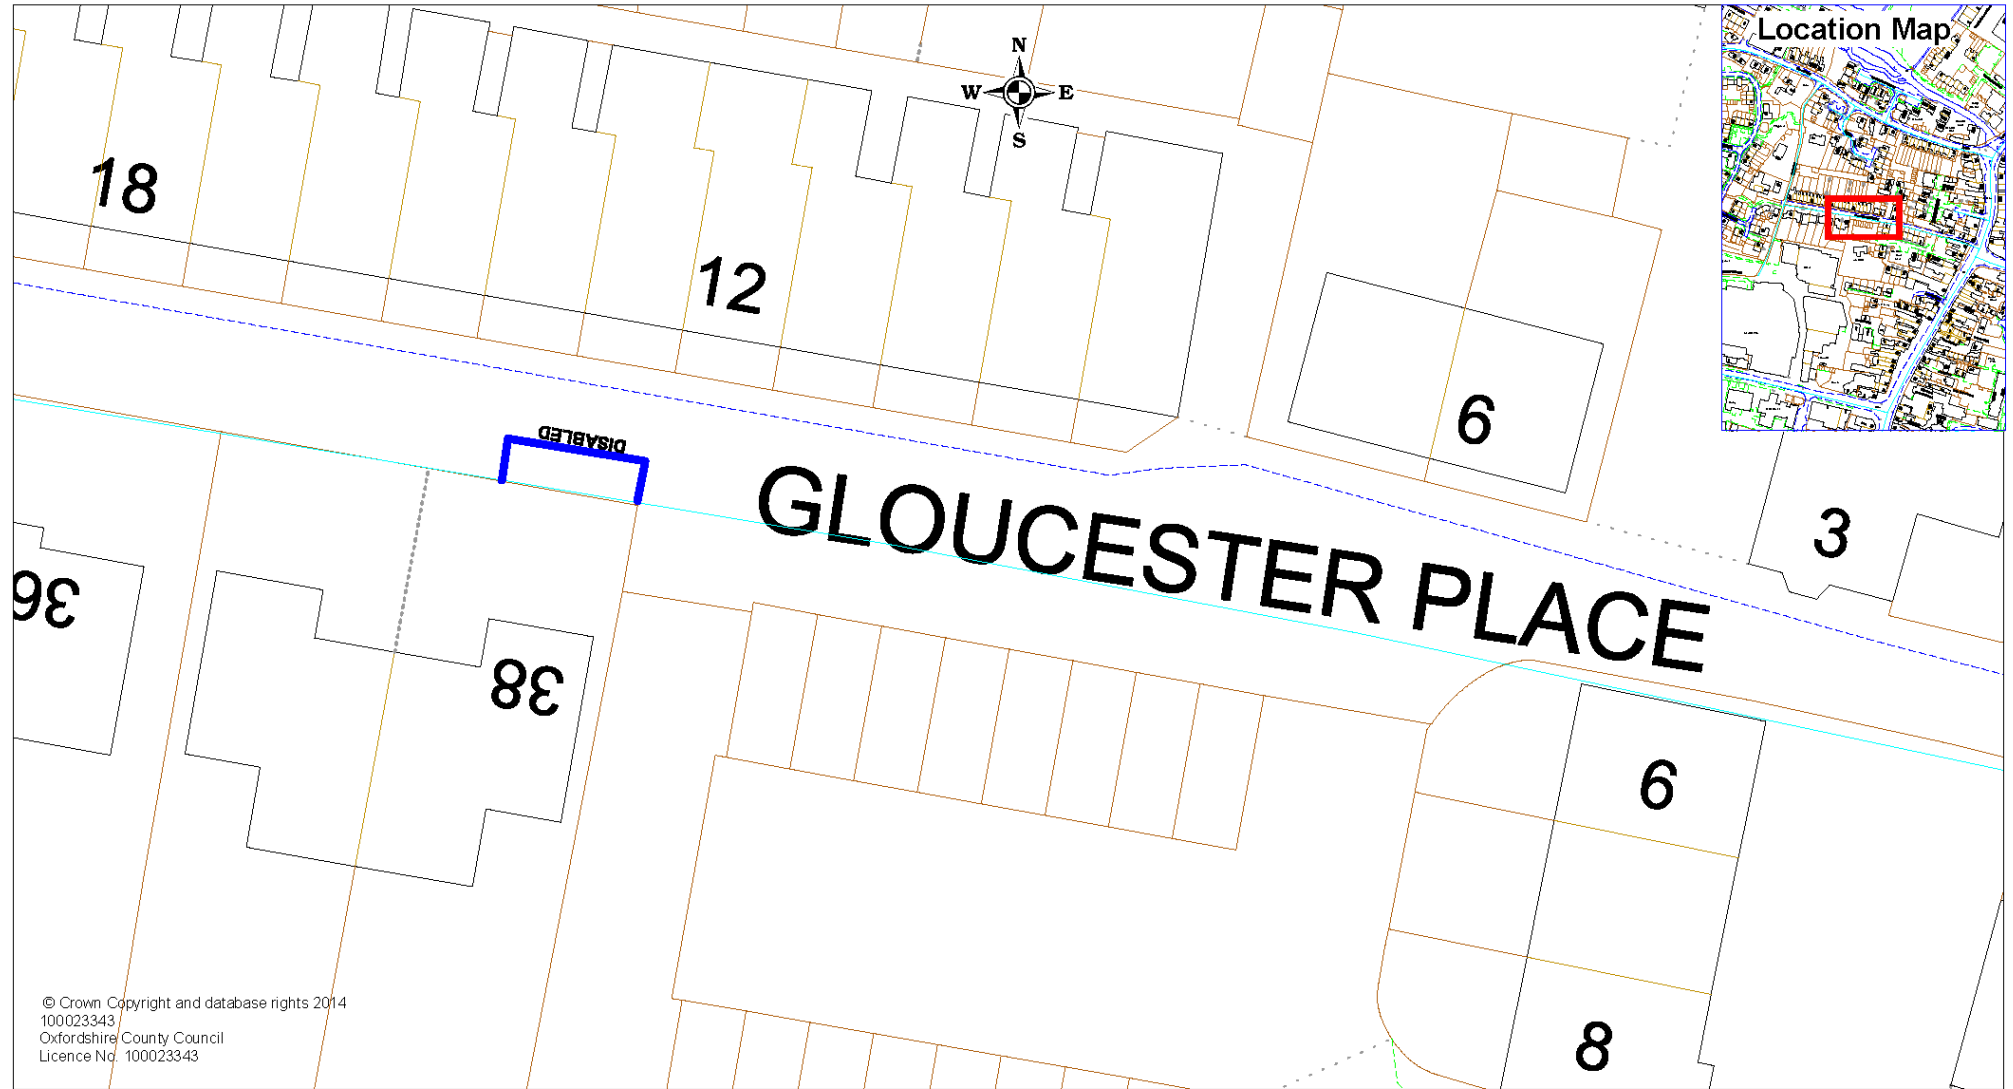 Location Map
N
W E
S
18
12
6
DISABLED
GLOUCESTER PLACE
3
36
38
6
8
© Crown Copyright and database rights 2014
100023343
Oxfordshire County Council
Licence No. 100023343